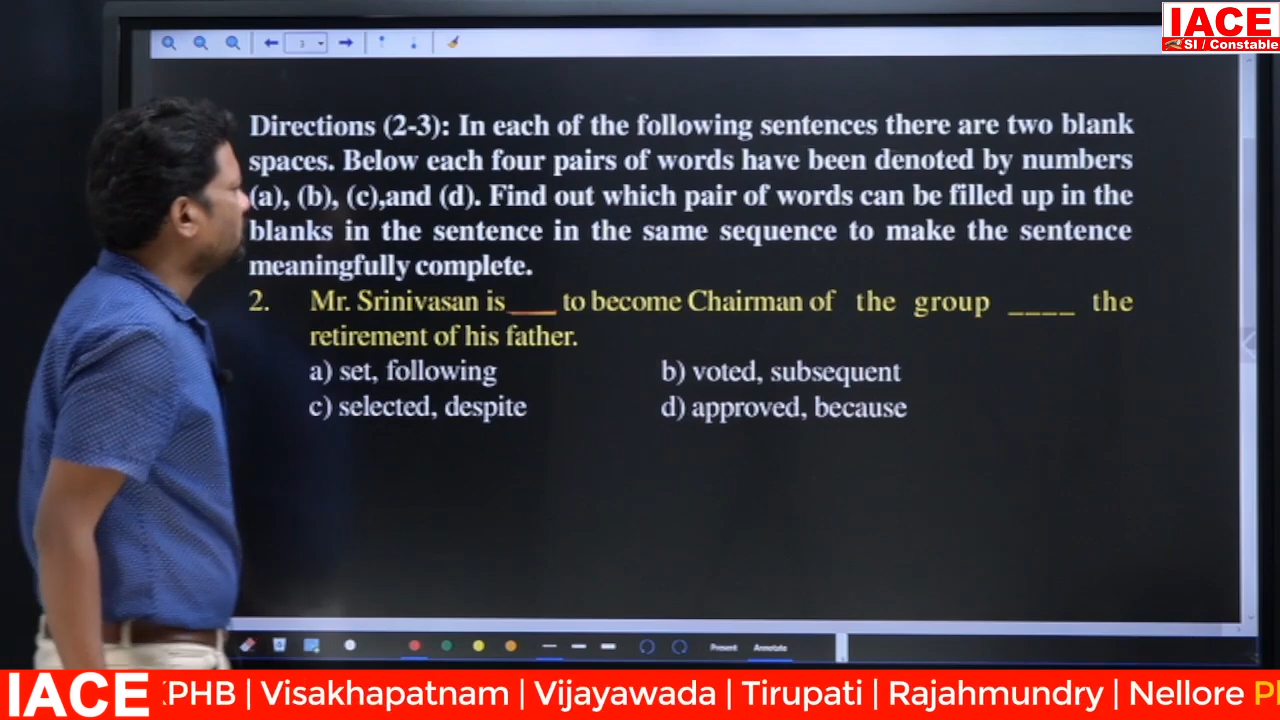 IACE
SI / Constable
3
Directions (2-3): In each of the following sentences there are two blank
spaces. Below each four pairs of words have been denoted by numbers
(a), (b), (c),and (d). Find out which pair of words can be filled up in the
blanks in the sentence in the same sequence to make the sentence
meaningfully complete.
2. Mr. Srinivasan is ___ to become Chairman of the group ____ the
retirement of his father.
a) set, following b) voted, subsequent
c) selected, despite d) approved, because
Present Annotate
IACE PHB | Visakhapatnam | Vijayawada | Tirupati | Rajahmundry | Nellore